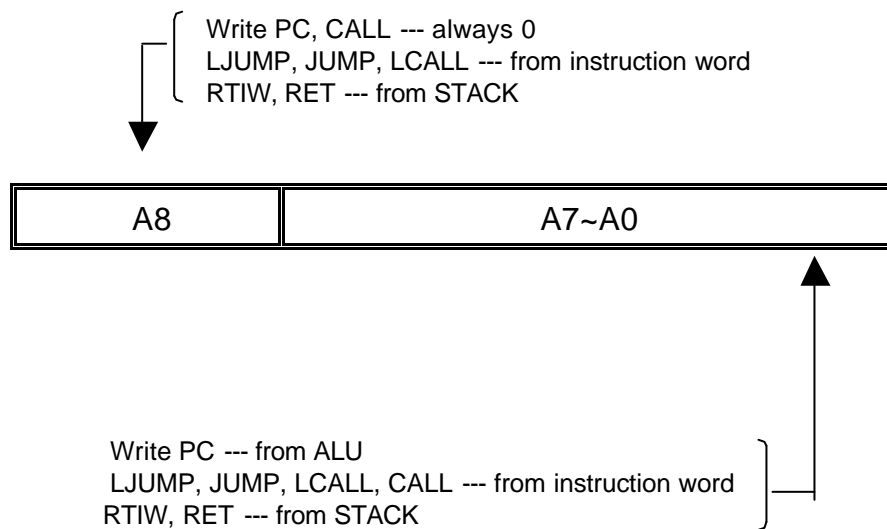 Write PC, CALL --- always 0
LJUMP, JUMP, LCALL --- from instruction word
RTIW, RET --- from STACK
A8
A7~A0
Write PC --- from ALU
LJUMP, JUMP, LCALL, CALL --- from instruction word
RTIW, RET --- from STACK